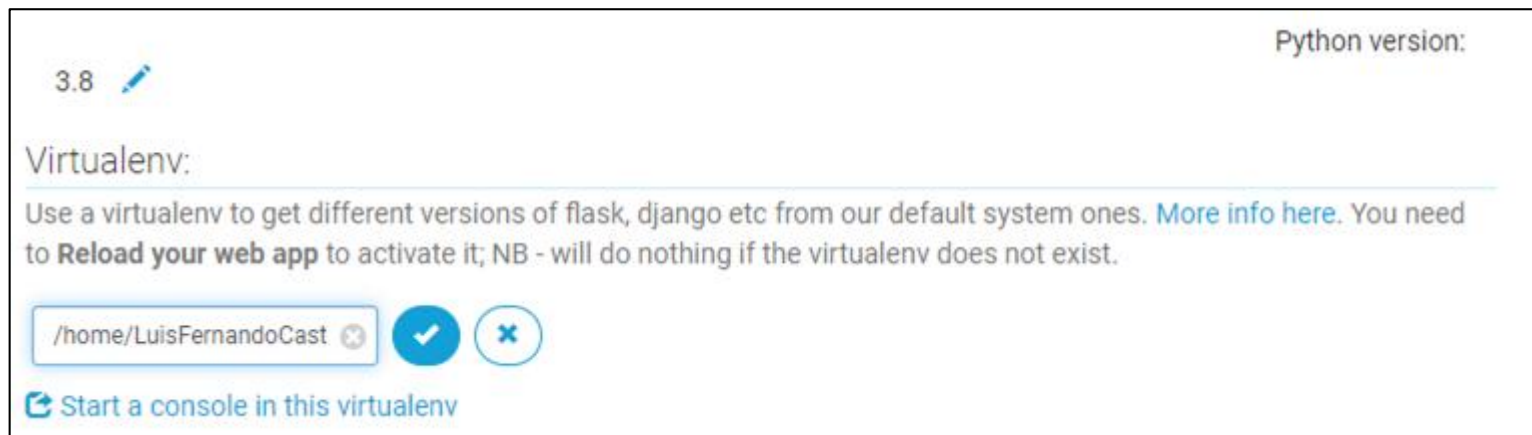 Python version:
3.8
Virtualenv:
Use a virtualenv to get different versions of flask, django etc from our default system ones. More info here. You need
to Reload your web app to activate it; NB - will do nothing if the virtualenv does not exist.
/home/LuisFernandoCast
Start a console in this virtualenv